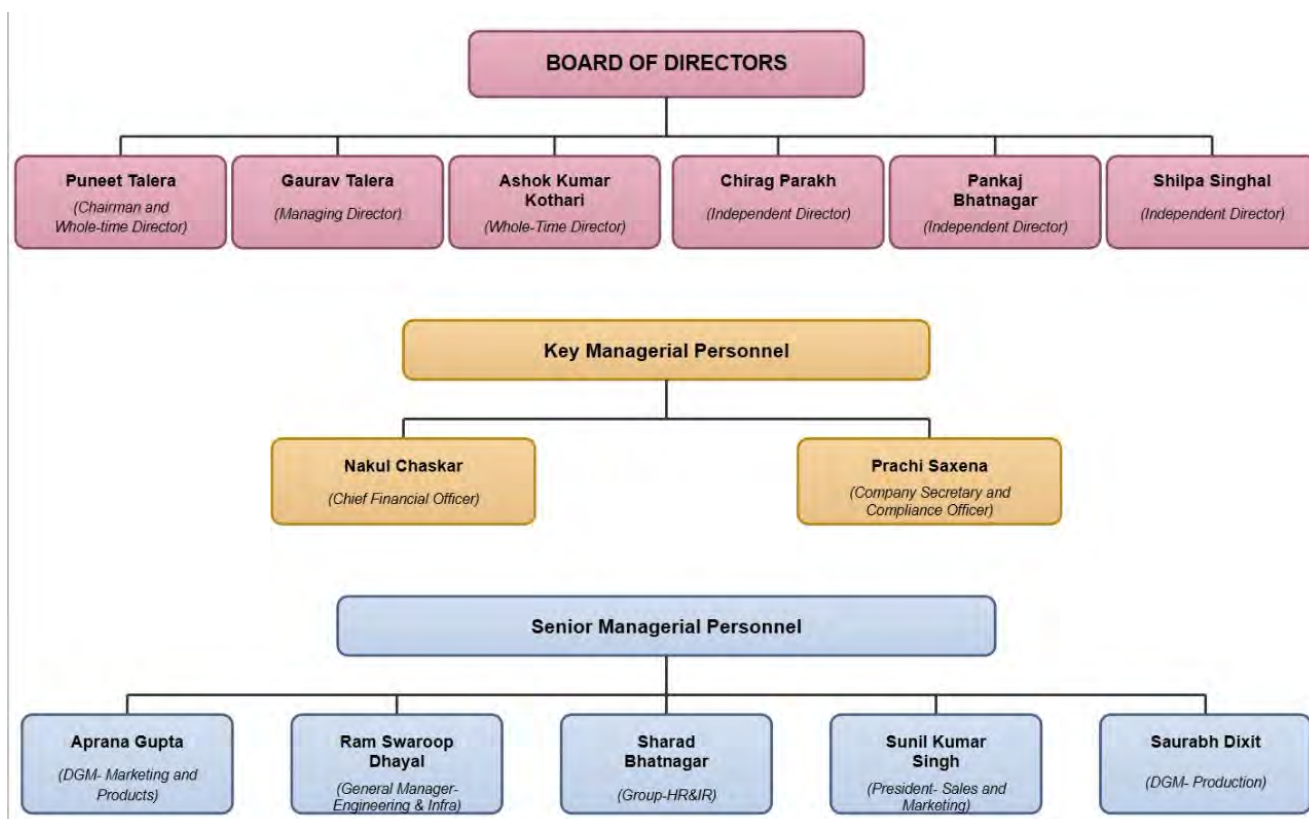 BOARD OF DIRECTORS
Puneet Talera
(Chairman and
Whole-time Director)
Gaurav Talera
(Managing Director)
Ashok Kumar
Kothari
(Whole-Time Director)
Chirag Parakh
(Independent Director)
Pankaj
Bhatnagar
(Independent Director)
Shilpa Singhal
(Independent Director)
Key Managerial Personnel
Nakul Chaskar
(Chief Financial Officer)
Prachi Saxena
(Company Secretary and
Compliance Officer)
Senior Managerial Personnel
Aprana Gupta
(DGM- Marketing and
Products)
Ram Swaroop
Dhayal
(General Manager-
Engineering & Infra)
Sharad
Bhatnagar
(Group-HR&IR)
Sunil Kumar
Singh
(President- Sales and
Marketing)
Saurabh Dixit
(DGM- Production)